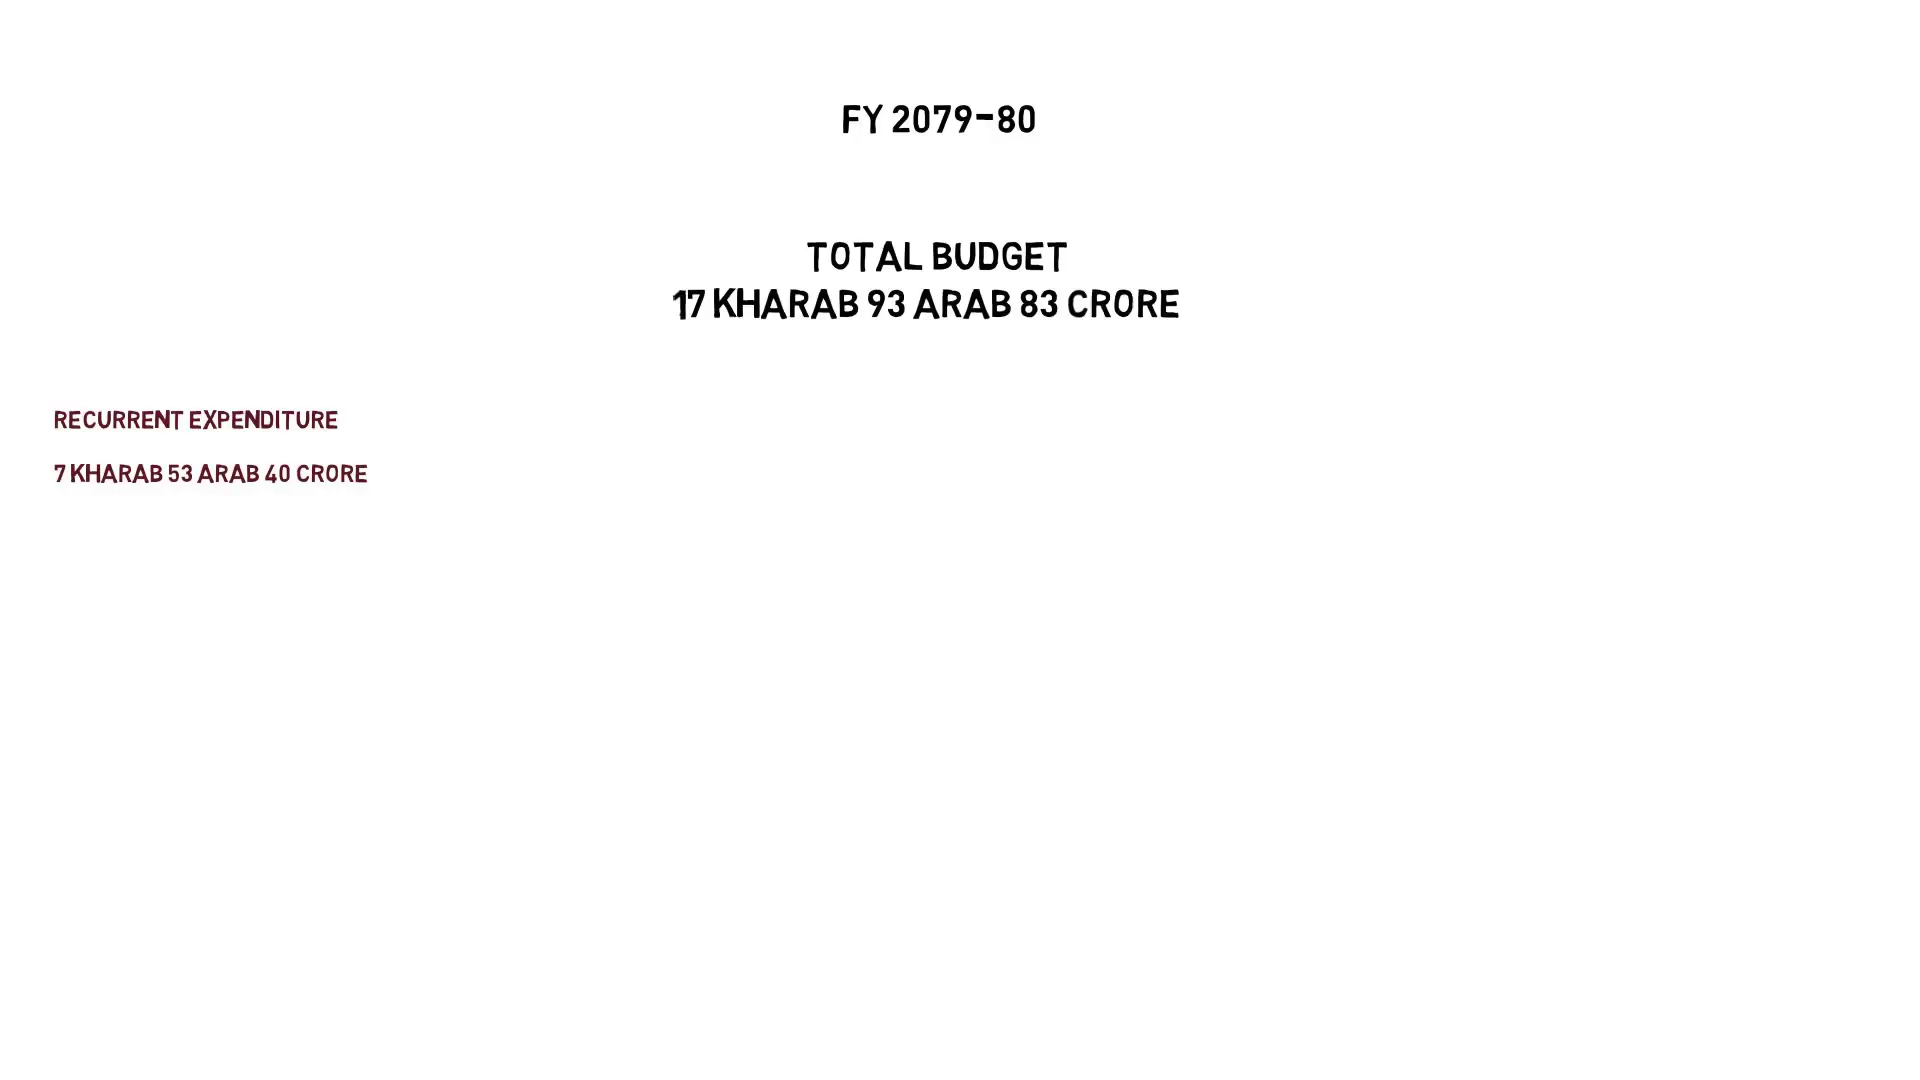 FY 2079-80
TOTAL BUDGET
17 KHARAB 93 ARAB 83 CRORE
RECURRENT EXPENDITURE
7 KHARAB 53 ARAB 40 CRORE